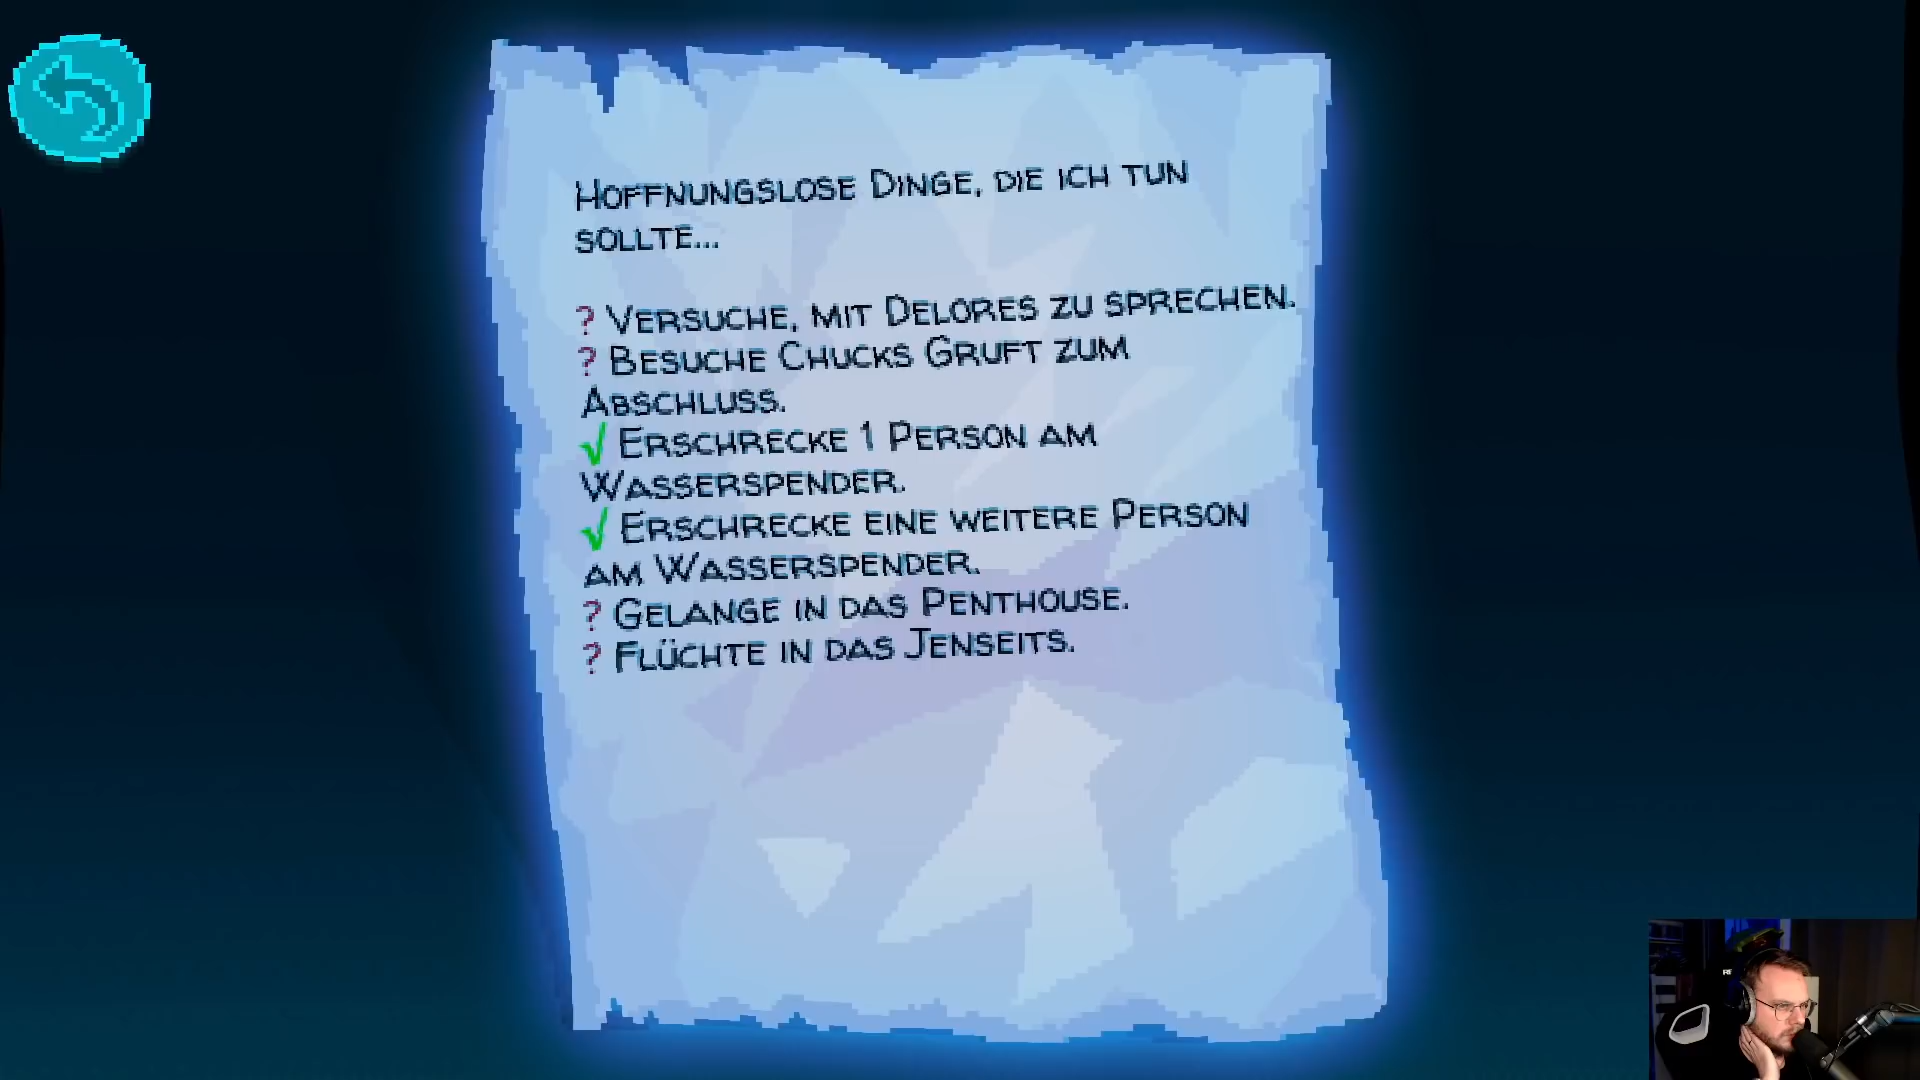 Hoffnungslose Dinge, die ich tun
sollte...
? Versuche, mit Delores zu sprechen.
? Besuche Chucks Gruft zum
Abschluss.
√ Erschrecke 1 Person am
Wasserspender.
√ Erschrecke eine weitere Person
am Wasserspender.
? Gelange in das Penthouse.
? Flüchte in das Jenseits.